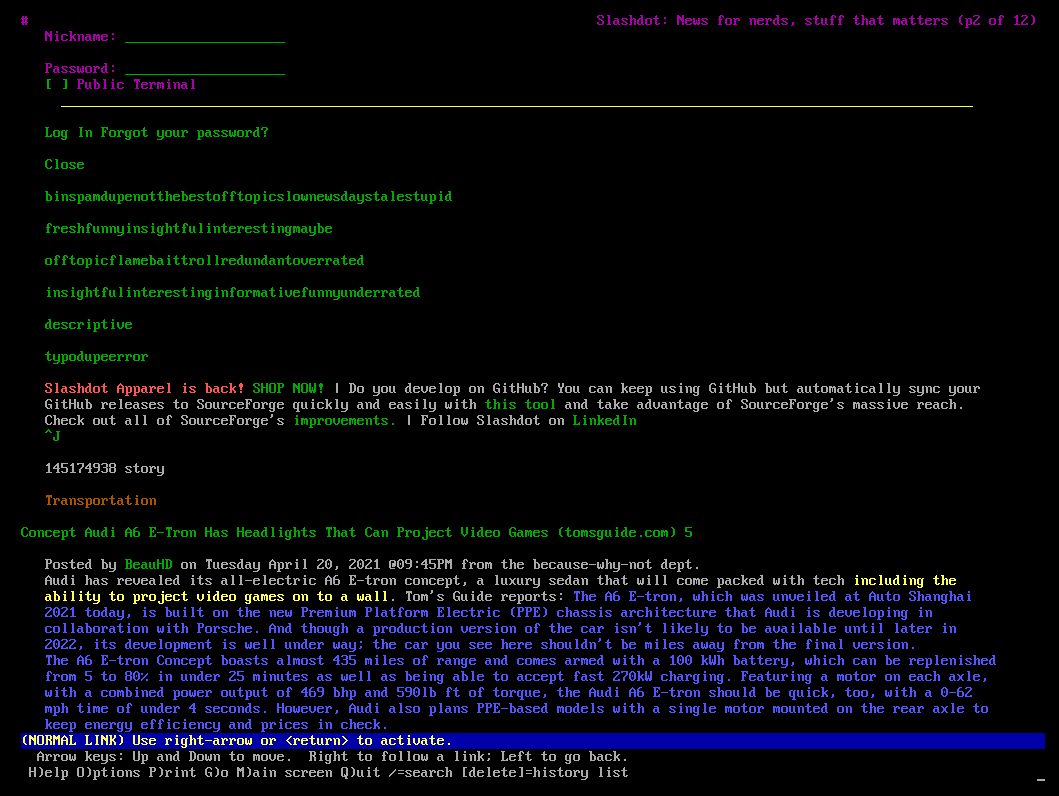 # Slashdot: News for nerds, stuff that matters (p2 of 12)
Nickname: ____________________
Password: ____________________
[ ] Public Terminal
Log In Forgot your password?
Close
binspamdupenotthebestofftopicslownewsdaystalestupid
freshfunnyinsightfulinterestingmaybe
offtopicflamebaittrollredundantoverrated
insightfulinterestinginformativefunnyunderrated
descriptive
typodupeerror
Slashdot Apparel is back! SHOP NOW! | Do you develop on GitHub? You can keep using GitHub but automatically sync your
GitHub releases to SourceForge quickly and easily with this tool and take advantage of SourceForge's massive reach.
Check out all of SourceForge's improvements. | Follow Slashdot on LinkedIn
^J
145174938 story
Transportation
Concept Audi A6 E-Tron Has Headlights That Can Project Video Games (tomsguide.com) 5
Posted by BeauHD on Tuesday April 20, 2021 @09:45PM from the because-why-not dept.
Audi has revealed its all-electric A6 E-tron concept, a luxury sedan that will come packed with tech including the
ability to project video games on to a wall. Tom's Guide reports: The A6 E-tron, which was unveiled at Auto Shanghai
2021 today, is built on the new Premium Platform Electric (PPE) chassis architecture that Audi is developing in
collaboration with Porsche. And though a production version of the car isn't likely to be available until later in
2022, its development is well under way; the car you see here shouldn't be miles away from the final version.
The A6 E-tron Concept boasts almost 435 miles of range and comes armed with a 100 kWh battery, which can be replenished
from 5 to 80% in under 25 minutes as well as being able to accept fast 270kW charging. Featuring a motor on each axle,
with a combined power output of 469 bhp and 590lb ft of torque, the Audi A6 E-tron should be quick, too, with a 0-62
mph time of under 4 seconds. However, Audi also plans PPE-based models with a single motor mounted on the rear axle to
keep energy efficiency and prices in check.
(NORMAL LINK) Use right-arrow or <return> to activate.
Arrow keys: Up and Down to move. Right to follow a link; Left to go back.
H)elp O)ptions P)rint G)o M)ain screen Q)uit /=search [delete]=history list